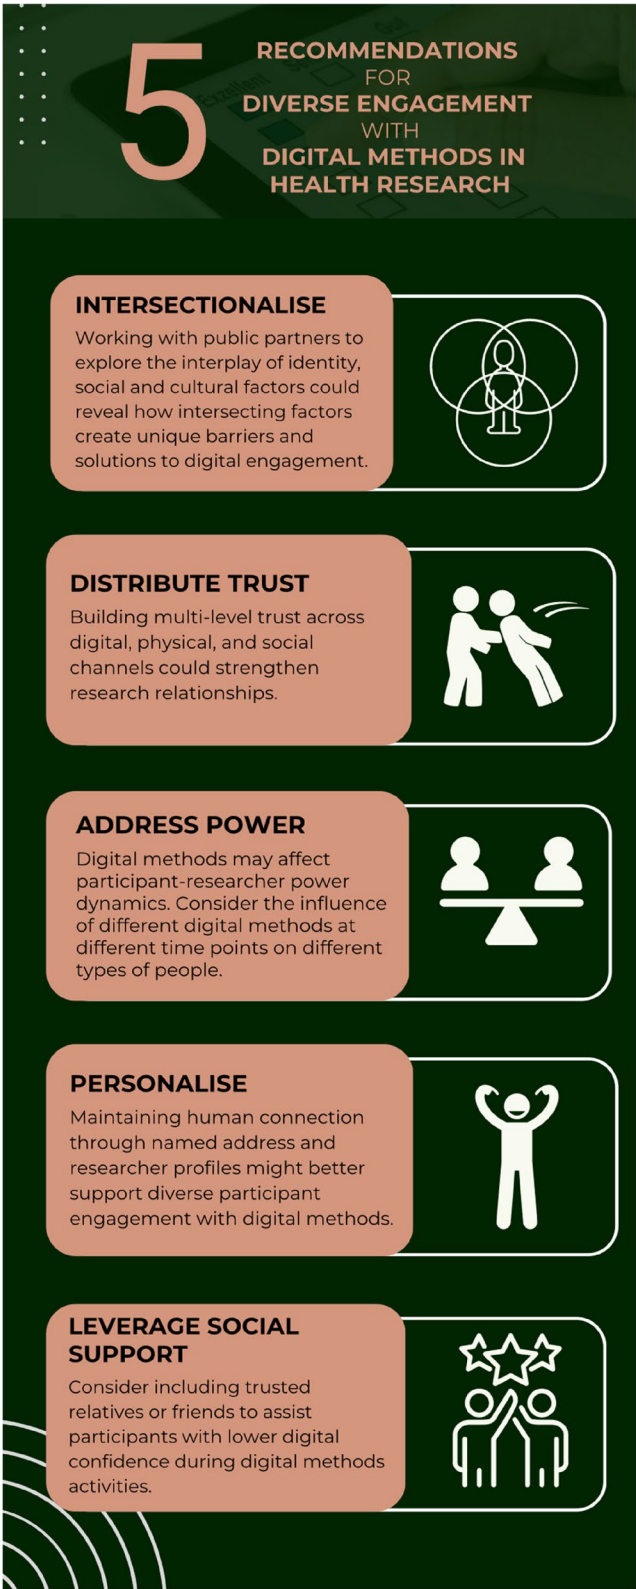 5
RECOMMENDATIONS
FOR
DIVERSE ENGAGEMENT
WITH
DIGITAL METHODS IN
HEALTH RESEARCH
Excellent
INTERSECTIONALISE
Working with public partners to
explore the interplay of identity,
social and cultural factors could
reveal how intersecting factors
create unique barriers and
solutions to digital engagement.
DISTRIBUTE TRUST
Building multi-level trust across
digital, physical, and social
channels could strengthen
research relationships.
ADDRESS POWER
Digital methods may affect
participant-researcher power
dynamics. Consider the influence
of different digital methods at
different time points on different
types of people.
PERSONALISE
Maintaining human connection
through named address and
researcher profiles might better
support diverse participant
engagement with digital methods.
LEVERAGE SOCIAL
SUPPORT
Consider including trusted
relatives or friends to assist
participants with lower digital
confidence during digital methods
activities.